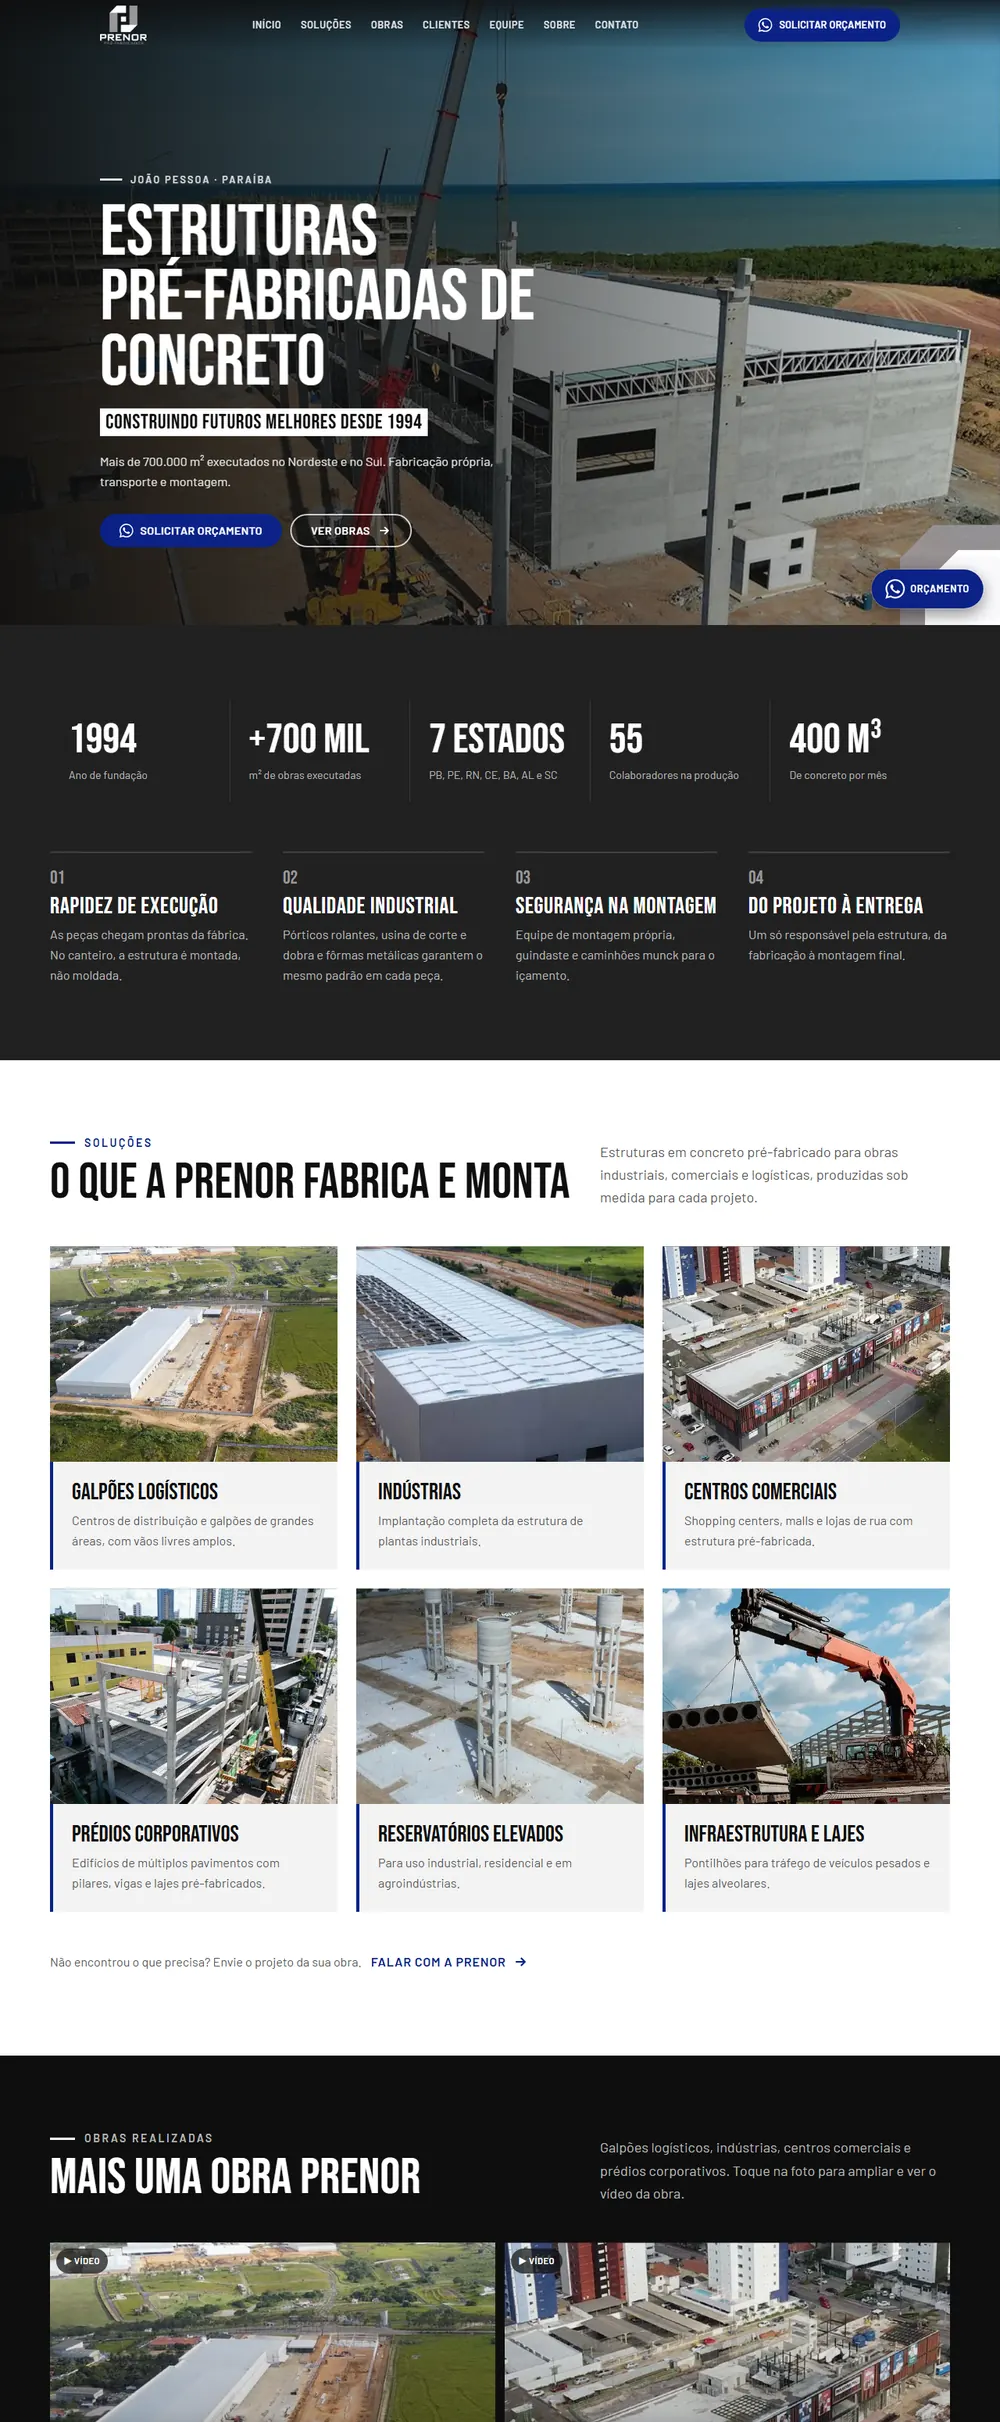 PRENOR
INÍCIO SOLUÇÕES OBRAS CLIENTES EQUIPE SOBRE CONTATO
SOLICITAR ORÇAMENTO
JOÃO PESSOA · PARAÍBA
ESTRUTURAS
PRÉ-FABRICADAS DE
CONCRETO
CONSTRUINDO FUTUROS MELHORES DESDE 1994
Mais de 700.000 m² executados no Nordeste e no Sul. Fabricação própria,
transporte e montagem.
SOLICITAR ORÇAMENTO
VER OBRAS →
ORÇAMENTO
1994
Ano de fundação
+700 MIL
m² de obras executadas
7 ESTADOS
PB, PE, RN, CE, BA, AL e SC
55
Colaboradores na produção
400 M³
De concreto por mês
01
RAPIDEZ DE EXECUÇÃO
As peças chegam prontas da fábrica.
No canteiro, a estrutura é montada,
não moldada.
02
QUALIDADE INDUSTRIAL
Pórticos rolantes, usina de corte e
dobra e fôrmas metálicas garantem o
mesmo padrão em cada peça.
03
SEGURANÇA NA MONTAGEM
Equipe de montagem própria,
guindaste e caminhões munck para o
içamento.
04
DO PROJETO À ENTREGA
Um só responsável pela estrutura, da
fabricação à montagem final.
SOLUÇÕES
O QUE A PRENOR FABRICA E MONTA
Estruturas em concreto pré-fabricado para obras
industriais, comerciais e logísticas, produzidas sob
medida para cada projeto.
GALPÕES LOGÍSTICOS
Centros de distribuição e galpões de grandes
áreas, com vãos livres amplos.
INDÚSTRIAS
Implantação completa da estrutura de
plantas industriais.
CENTROS COMERCIAIS
Shopping centers, malls e lojas de rua com
estrutura pré-fabricada.
PRÉDIOS CORPORATIVOS
Edifícios de múltiplos pavimentos com
pilares, vigas e lajes pré-fabricados.
RESERVATÓRIOS ELEVADOS
Para uso industrial, residencial e em
agroindústrias.
INFRAESTRUTURA E LAJES
Pontilhões para tráfego de veículos pesados e
lajes alveolares.
Não encontrou o que precisa? Envie o projeto da sua obra. FALAR COM A PRENOR →
OBRAS REALIZADAS
MAIS UMA OBRA PRENOR
Galpões logísticos, indústrias, centros comerciais e
prédios corporativos. Toque na foto para ampliar e ver o
vídeo da obra.
▶ VÍDEO
▶ VÍDEO